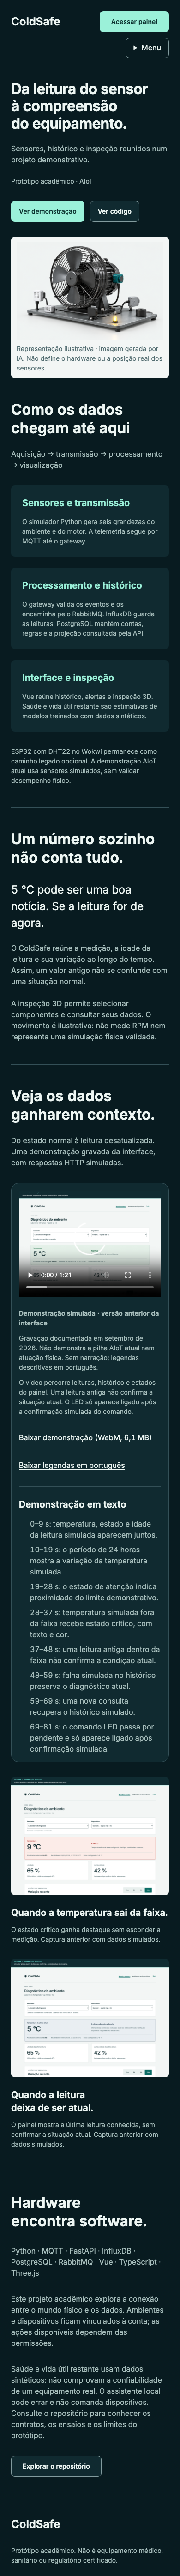 ColdSafe
Acessar painel
Menu
Da leitura do sensor
à compreensão
do equipamento.
Sensores, histórico e inspeção reunidos num
projeto demonstrativo.
Protótipo acadêmico · AIoT
Ver demonstração
Ver código
Representação ilustrativa · imagem gerada por
IA. Não define o hardware ou a posição real dos
sensores.
Como os dados
chegam até aqui
Aquisição → transmissão → processamento
→ visualização
Sensores e transmissão
O simulador Python gera seis grandezas do
ambiente e do motor. A telemetria segue por
MQTT até o gateway.
Processamento e histórico
O gateway valida os eventos e os
encaminha pelo RabbitMQ. InfluxDB guarda
as leituras; PostgreSQL mantém contas,
regras e a projeção consultada pela API.
Interface e inspeção
Vue reúne histórico, alertas e inspeção 3D.
Saúde e vida útil restante são estimativas de
modelos treinados com dados sintéticos.
ESP32 com DHT22 no Wokwi permanece como
caminho legado opcional. A demonstração AIoT
atual usa sensores simulados, sem validar
desempenho físico.
Um número sozinho
não conta tudo.
5 °C pode ser uma boa
notícia. Se a leitura for de
agora.
O ColdSafe reúne a medição, a idade da
leitura e sua variação ao longo do tempo.
Assim, um valor antigo não se confunde com
uma situação normal.
A inspeção 3D permite selecionar
componentes e consultar seus dados. O
movimento é ilustrativo: não mede RPM nem
representa uma simulação física validada.
Veja os dados
ganharem contexto.
Do estado normal à leitura desatualizada.
Uma demonstração gravada da interface,
com respostas HTTP simuladas.
ColdSafe
Diagnóstico do ambiente
5 °C
0:00 / 1:21
Demonstração simulada · versão anterior da
interface
Gravação documentada em setembro de
2026. Não demonstra a pilha AIoT atual nem
atuação física. Sem narração; legendas
descritivas em português.
O vídeo percorre leituras, histórico e estados
do painel. Uma leitura antiga não confirma a
situação atual. O LED só aparece ligado após
a confirmação simulada do comando.
Baixar demonstração (WebM, 6,1 MB)
Baixar legendas em português
Demonstração em texto
0–9 s: temperatura, estado e idade
da leitura simulada aparecem juntos.
10–19 s: o período de 24 horas
mostra a variação da temperatura
simulada.
19–28 s: o estado de atenção indica
proximidade do limite demonstrativo.
28–37 s: temperatura simulada fora
da faixa recebe estado crítico, com
texto e cor.
37–48 s: uma leitura antiga dentro da
faixa não confirma a condição atual.
48–59 s: falha simulada no histórico
preserva o diagnóstico atual.
59–69 s: uma nova consulta
recupera o histórico simulado.
69–81 s: o comando LED passa por
pendente e só aparece ligado após
confirmação simulada.
ColdSafe
Diagnóstico do ambiente
9 °C
65 %
42 %
Quando a temperatura sai da faixa.
O estado crítico ganha destaque sem esconder a
medição. Captura anterior com dados simulados.
ColdSafe
Diagnóstico do ambiente
5 °C
65 %
42 %
Quando a leitura
deixa de ser atual.
O painel mostra a última leitura conhecida, sem
confirmar a situação atual. Captura anterior com
dados simulados.
Hardware
encontra software.
Python · MQTT · FastAPI · InfluxDB ·
PostgreSQL · RabbitMQ · Vue · TypeScript ·
Three.js
Este projeto acadêmico explora a conexão
entre o mundo físico e os dados. Ambientes
e dispositivos ficam vinculados à conta; as
ações disponíveis dependem das
permissões.
Saúde e vida útil restante usam dados
sintéticos: não comprovam a confiabilidade
de um equipamento real. O assistente local
pode errar e não comanda dispositivos.
Consulte o repositório para conhecer os
contratos, os ensaios e os limites do
protótipo.
Explorar o repositório
ColdSafe
Protótipo acadêmico. Não é equipamento médico,
sanitário ou regulatório certificado.